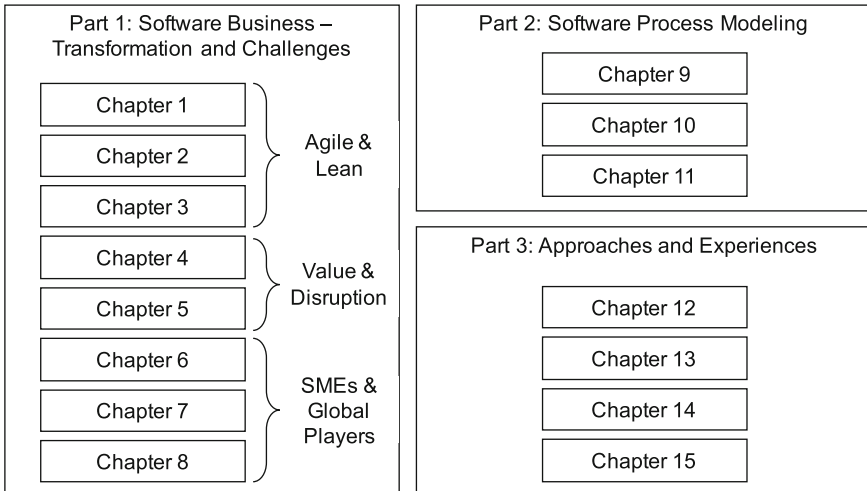 Part 1: Software Business –
Transformation and Challenges
Chapter 1
Chapter 2
Chapter 3
Agile &
Lean
Chapter 4
Chapter 5
Value &
Disruption
Chapter 6
Chapter 7
Chapter 8
SMEs &
Global
Players
Part 2: Software Process Modeling
Chapter 9
Chapter 10
Chapter 11
Part 3: Approaches and Experiences
Chapter 12
Chapter 13
Chapter 14
Chapter 15